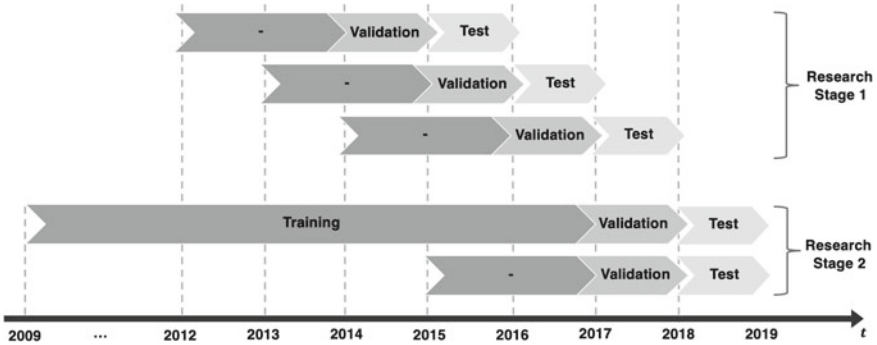 - Validation Test
- Validation Test
Research
Stage 1
- Validation Test
Training Validation Test
Research
Stage 2
- Validation Test
2009 ... 2012 2013 2014 2015 2016 2017 2018 2019 t